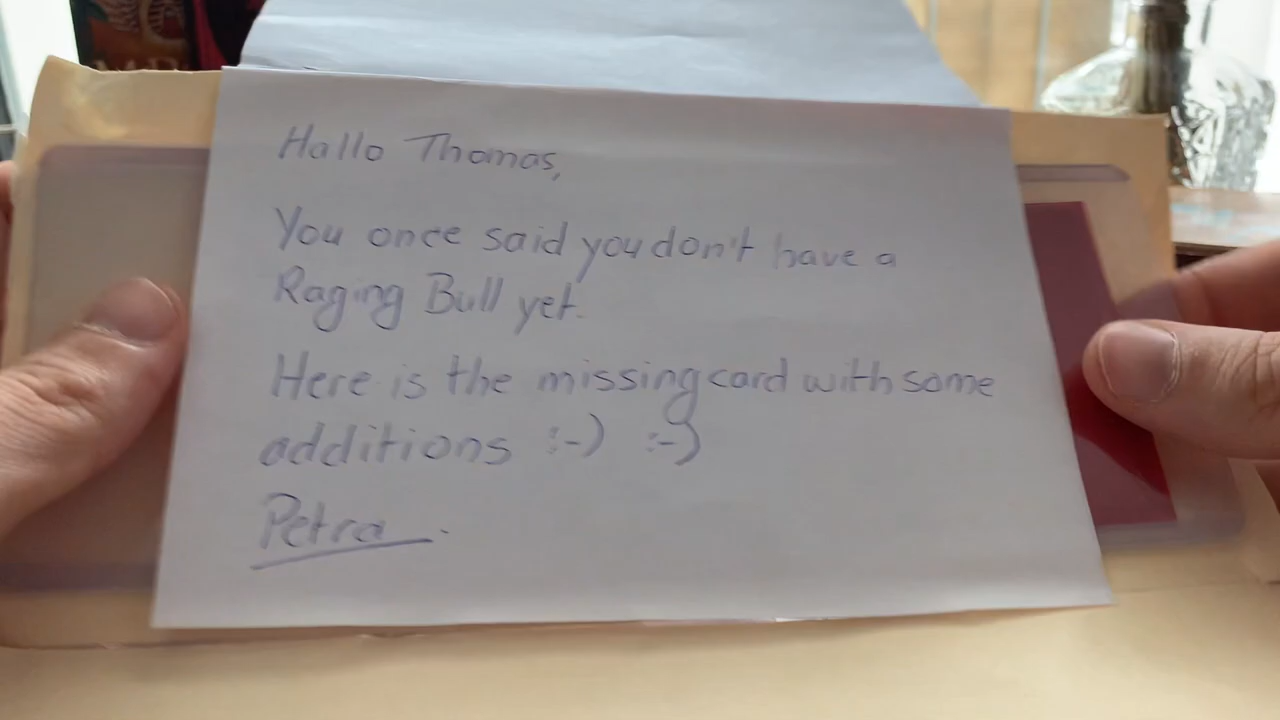 Hallo Thomas,
You once said you don't have a
Raging Bull yet.
Here is the missing card with some
additions :-) :-)
Petra